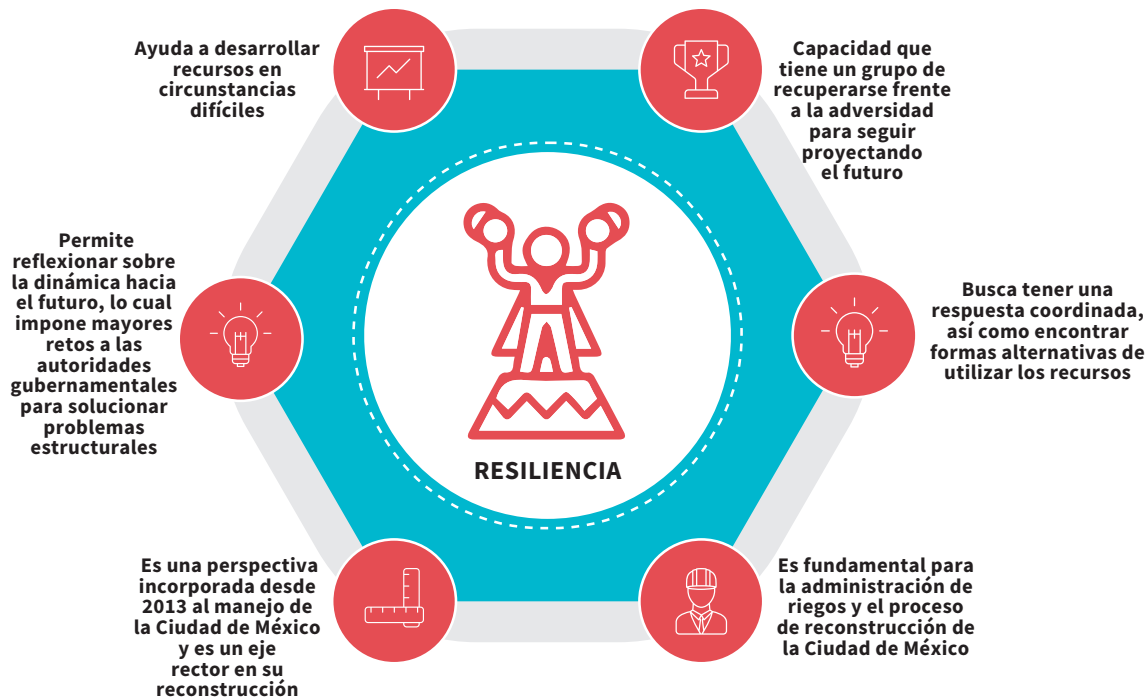 Ayuda a desarrollar
recursos en
circunstancias
difíciles
Capacidad que
tiene un grupo de
recuperarse frente
a la adversidad
para seguir
proyectando
el futuro
Permite
reflexionar sobre
la dinámica hacia
el futuro, lo cual
impone mayores
retos a las
autoridades
gubernamentales
para solucionar
problemas
estructurales
RESILIENCIA
Busca tener una
respuesta coordinada,
así como encontrar
formas alternativas de
utilizar los recursos
Es una perspectiva
incorporada desde
2013 al manejo de
la Ciudad de México
y es un eje
rector en su
reconstrucción
Es fundamental para
la administración de
riegos y el proceso
de reconstrucción de
la Ciudad de México